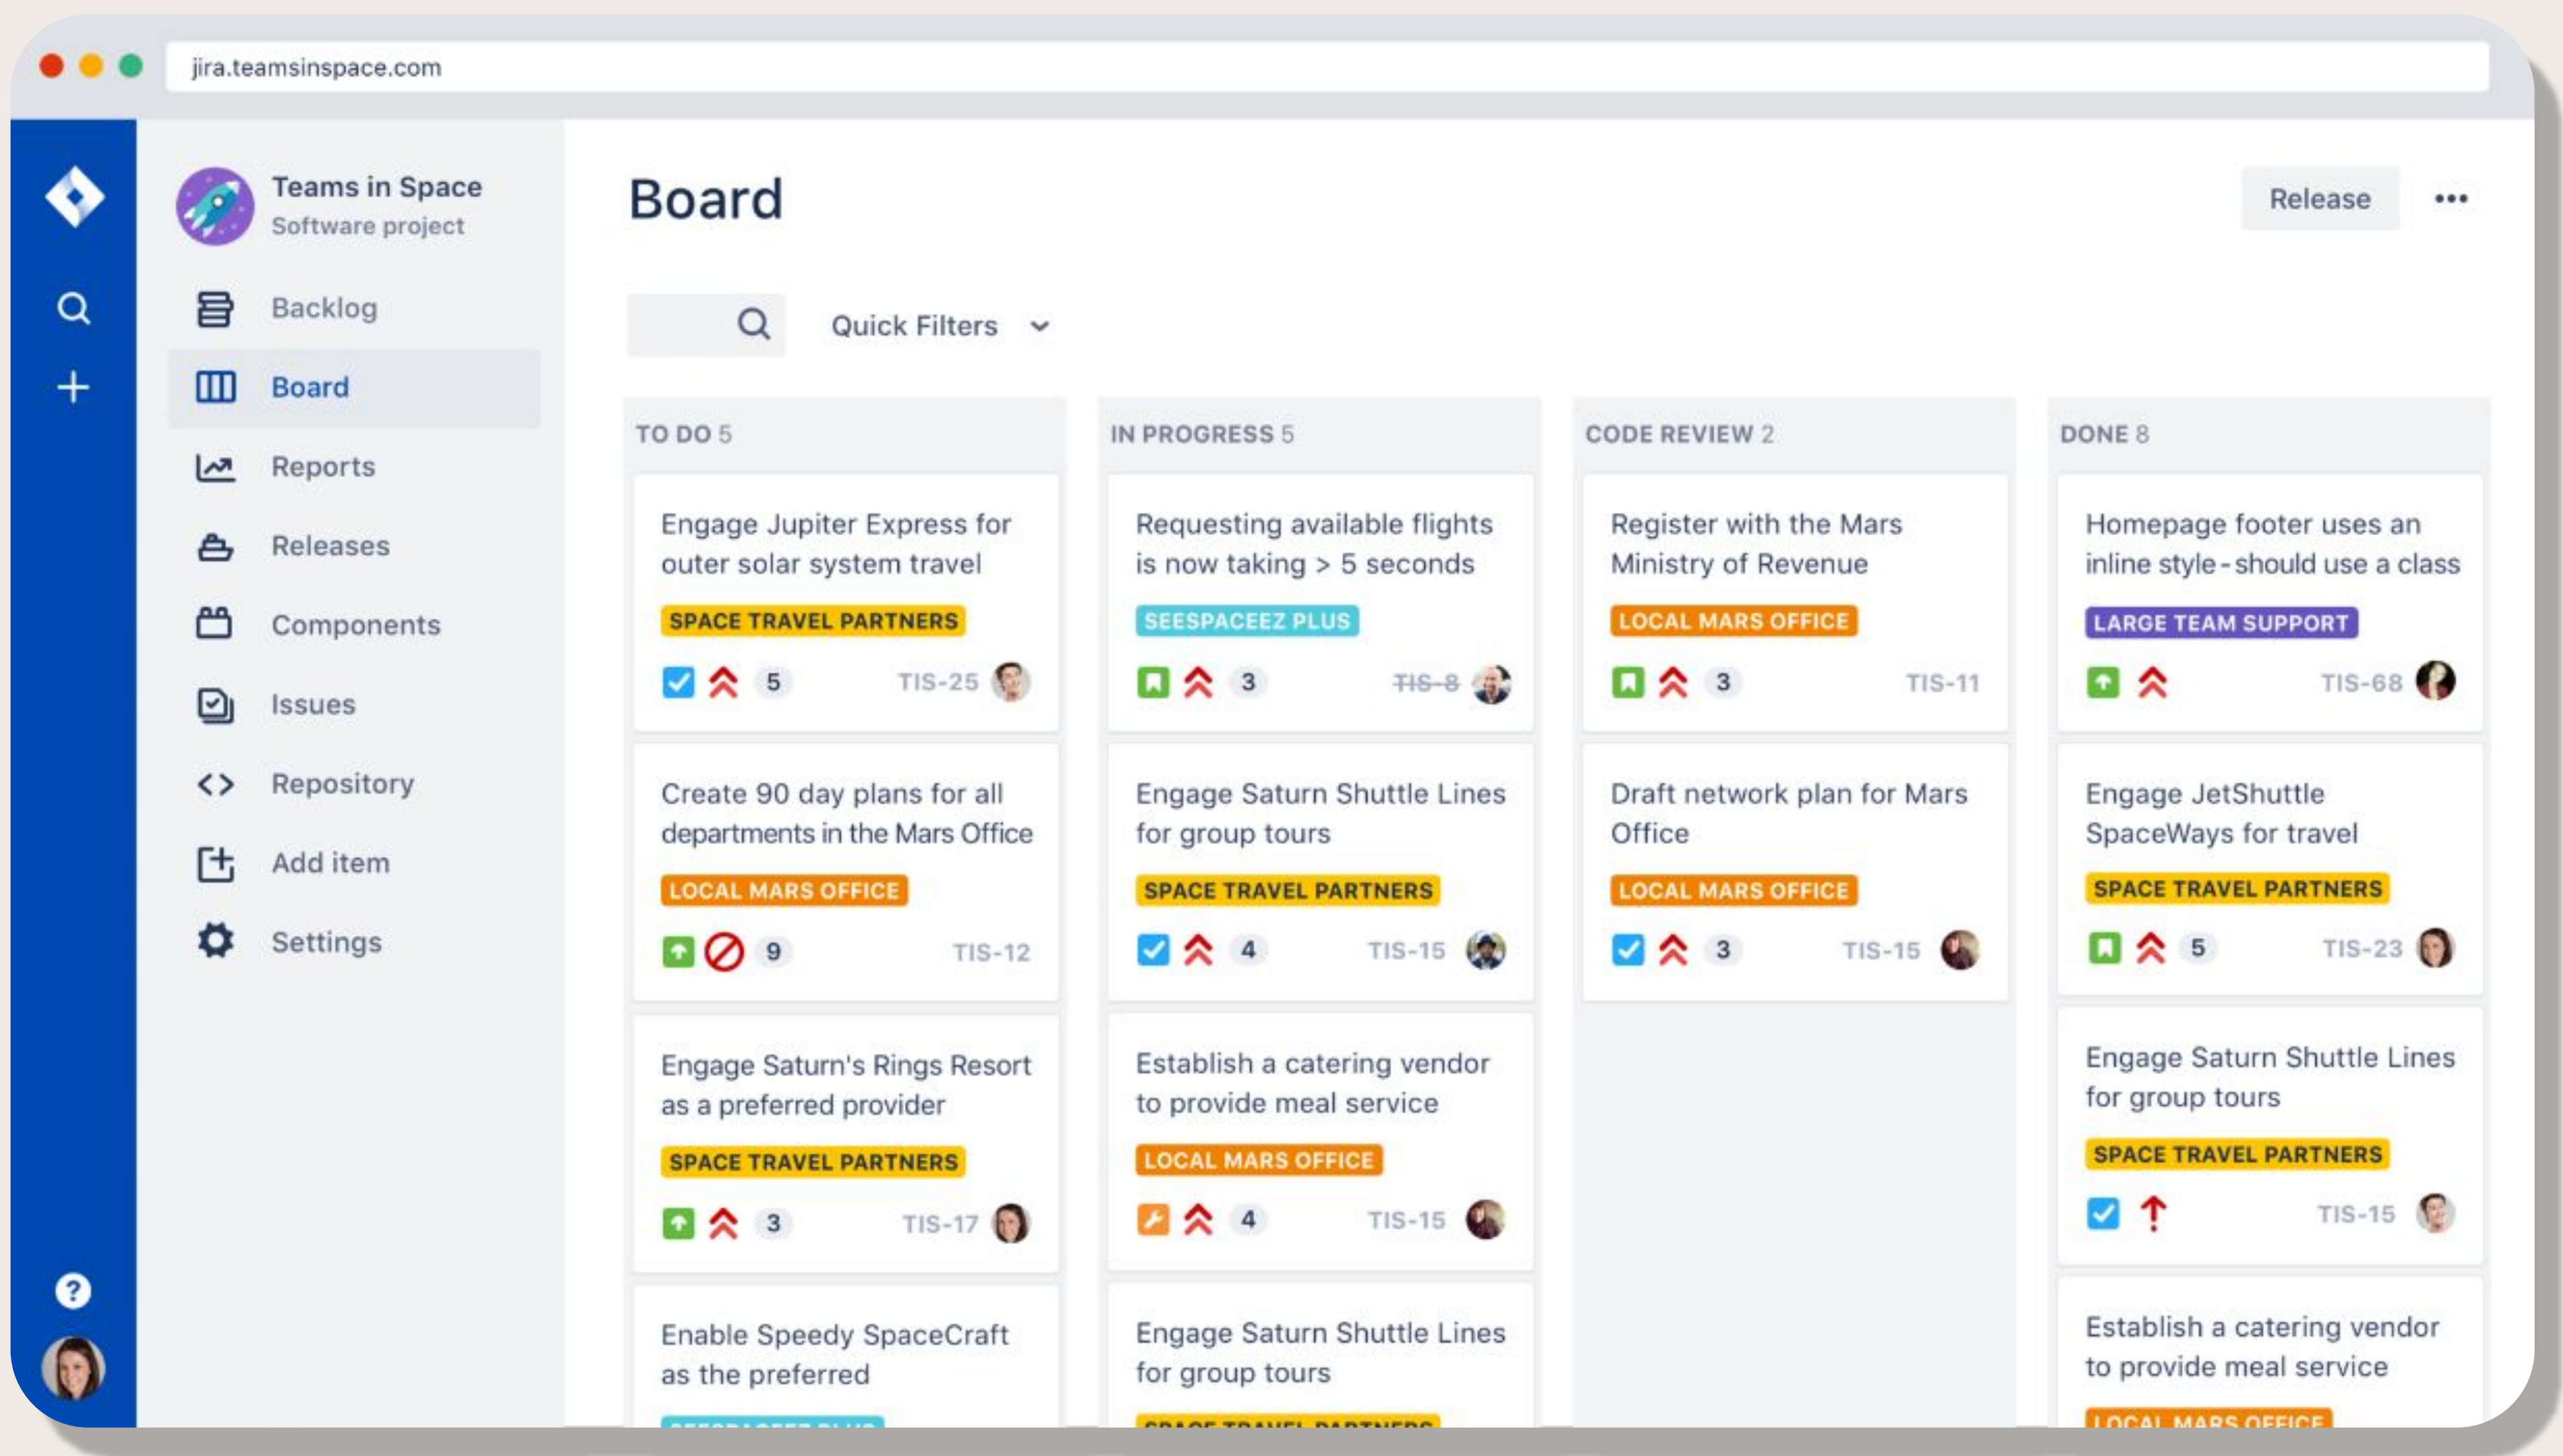 jira.teamsinspace.com
Teams in Space
Software project
Backlog
Board
Reports
Releases
Components
Issues
Repository
Add item
Settings
?
Board
Release
Quick Filters
TO DO 5
Engage Jupiter Express for
outer solar system travel
SPACE TRAVEL PARTNERS
5 TIS-25
Create 90 day plans for all
departments in the Mars Office
LOCAL MARS OFFICE
9 TIS-12
Engage Saturn's Rings Resort
as a preferred provider
SPACE TRAVEL PARTNERS
3 TIS-17
Enable Speedy SpaceCraft
as the preferred
SEESPACEEZ PLUS
IN PROGRESS 5
Requesting available flights
is now taking > 5 seconds
SEESPACEEZ PLUS
3 TIS-8
Engage Saturn Shuttle Lines
for group tours
SPACE TRAVEL PARTNERS
4 TIS-15
Establish a catering vendor
to provide meal service
LOCAL MARS OFFICE
4 TIS-15
Engage Saturn Shuttle Lines
for group tours
SPACE TRAVEL PARTNERS
CODE REVIEW 2
Register with the Mars
Ministry of Revenue
LOCAL MARS OFFICE
3 TIS-11
Draft network plan for Mars
Office
LOCAL MARS OFFICE
3 TIS-15
DONE 8
Homepage footer uses an
inline style - should use a class
LARGE TEAM SUPPORT
TIS-68
Engage JetShuttle
SpaceWays for travel
SPACE TRAVEL PARTNERS
5 TIS-23
Engage Saturn Shuttle Lines
for group tours
SPACE TRAVEL PARTNERS
TIS-15
Establish a catering vendor
to provide meal service
LOCAL MARS OFFICE